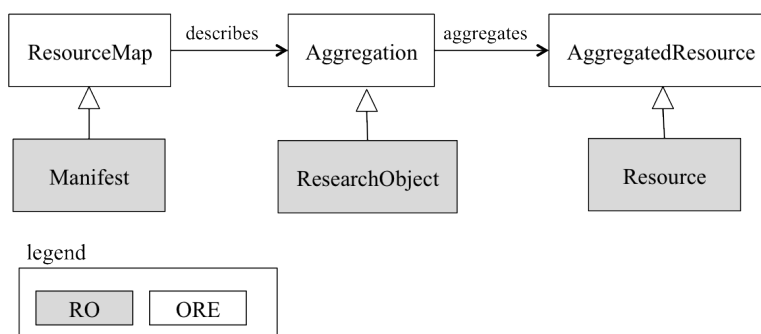 describes
aggregates
ResourceMap
Aggregation
AggregatedResource
Manifest
ResearchObject
Resource
legend
RO
ORE